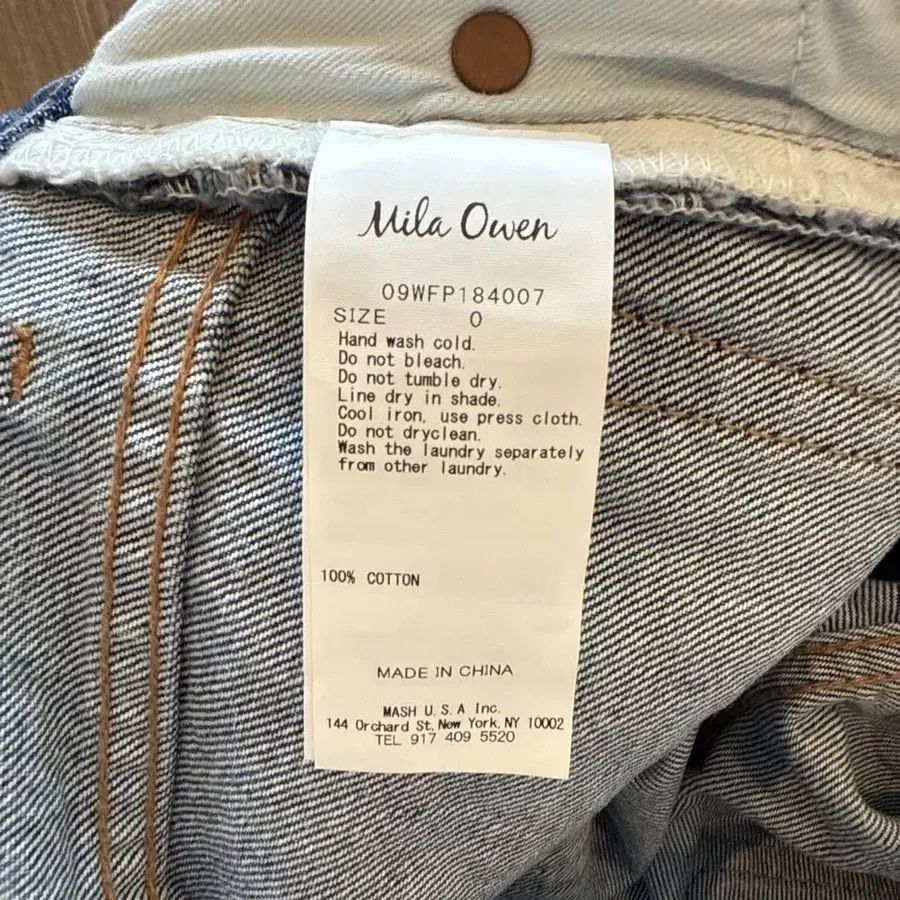 Mila Owen
09WFP184007
SIZE 0
Hand wash cold.
Do not bleach.
Do not tumble dry.
Line dry in shade.
Cool iron, use press cloth.
Do not dryclean.
Wash the laundry separately
from other laundry.
100% COTTON
MADE IN CHINA
MASH U.S.A Inc.
144 Orchard St, New York, NY 10002
TEL 917 409 5520